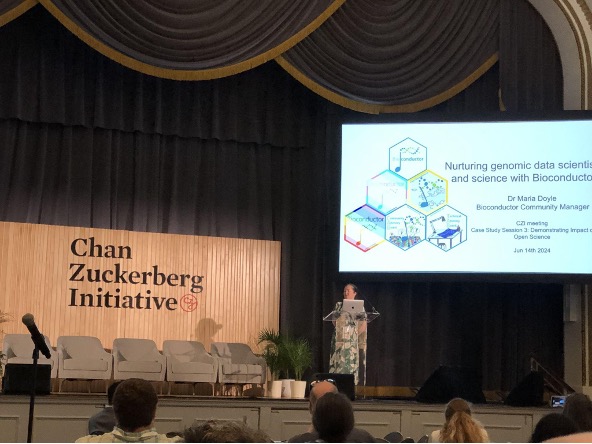 Chan
Zuckerberg
Initiative
Nurturing genomic data scientis
and science with Bioconducto
Dr Maria Doyle
Bioconductor Community Manager
CZI meeting
Case Study Session 3: Demonstrating Impact o
Open Science
Jun 14th 2024